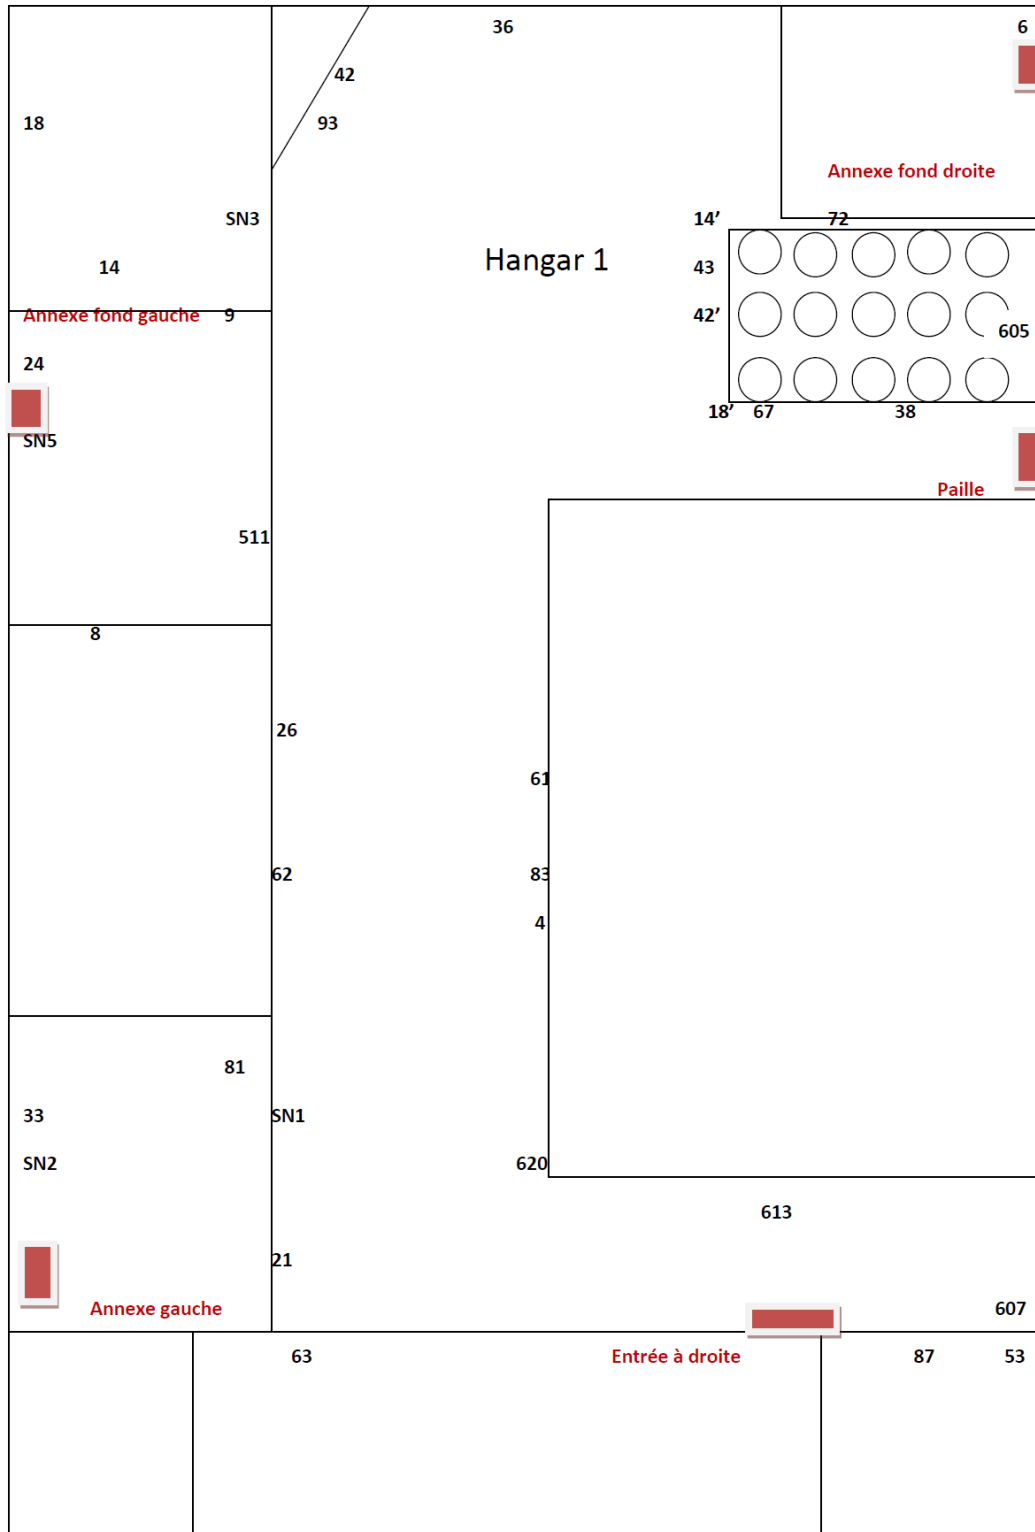 36 6
42
18 93
Annexe fond droite
SN3 14’ 72
Hangar 1
14 43
Annexe fond gauche 9 42’
605
24
18’ 67 38
SN5
Paille
511
8
26
61
62 83
4
81
33 SN1
SN2 620
613
21
Annexe gauche 607
63 Entrée à droite 87 53